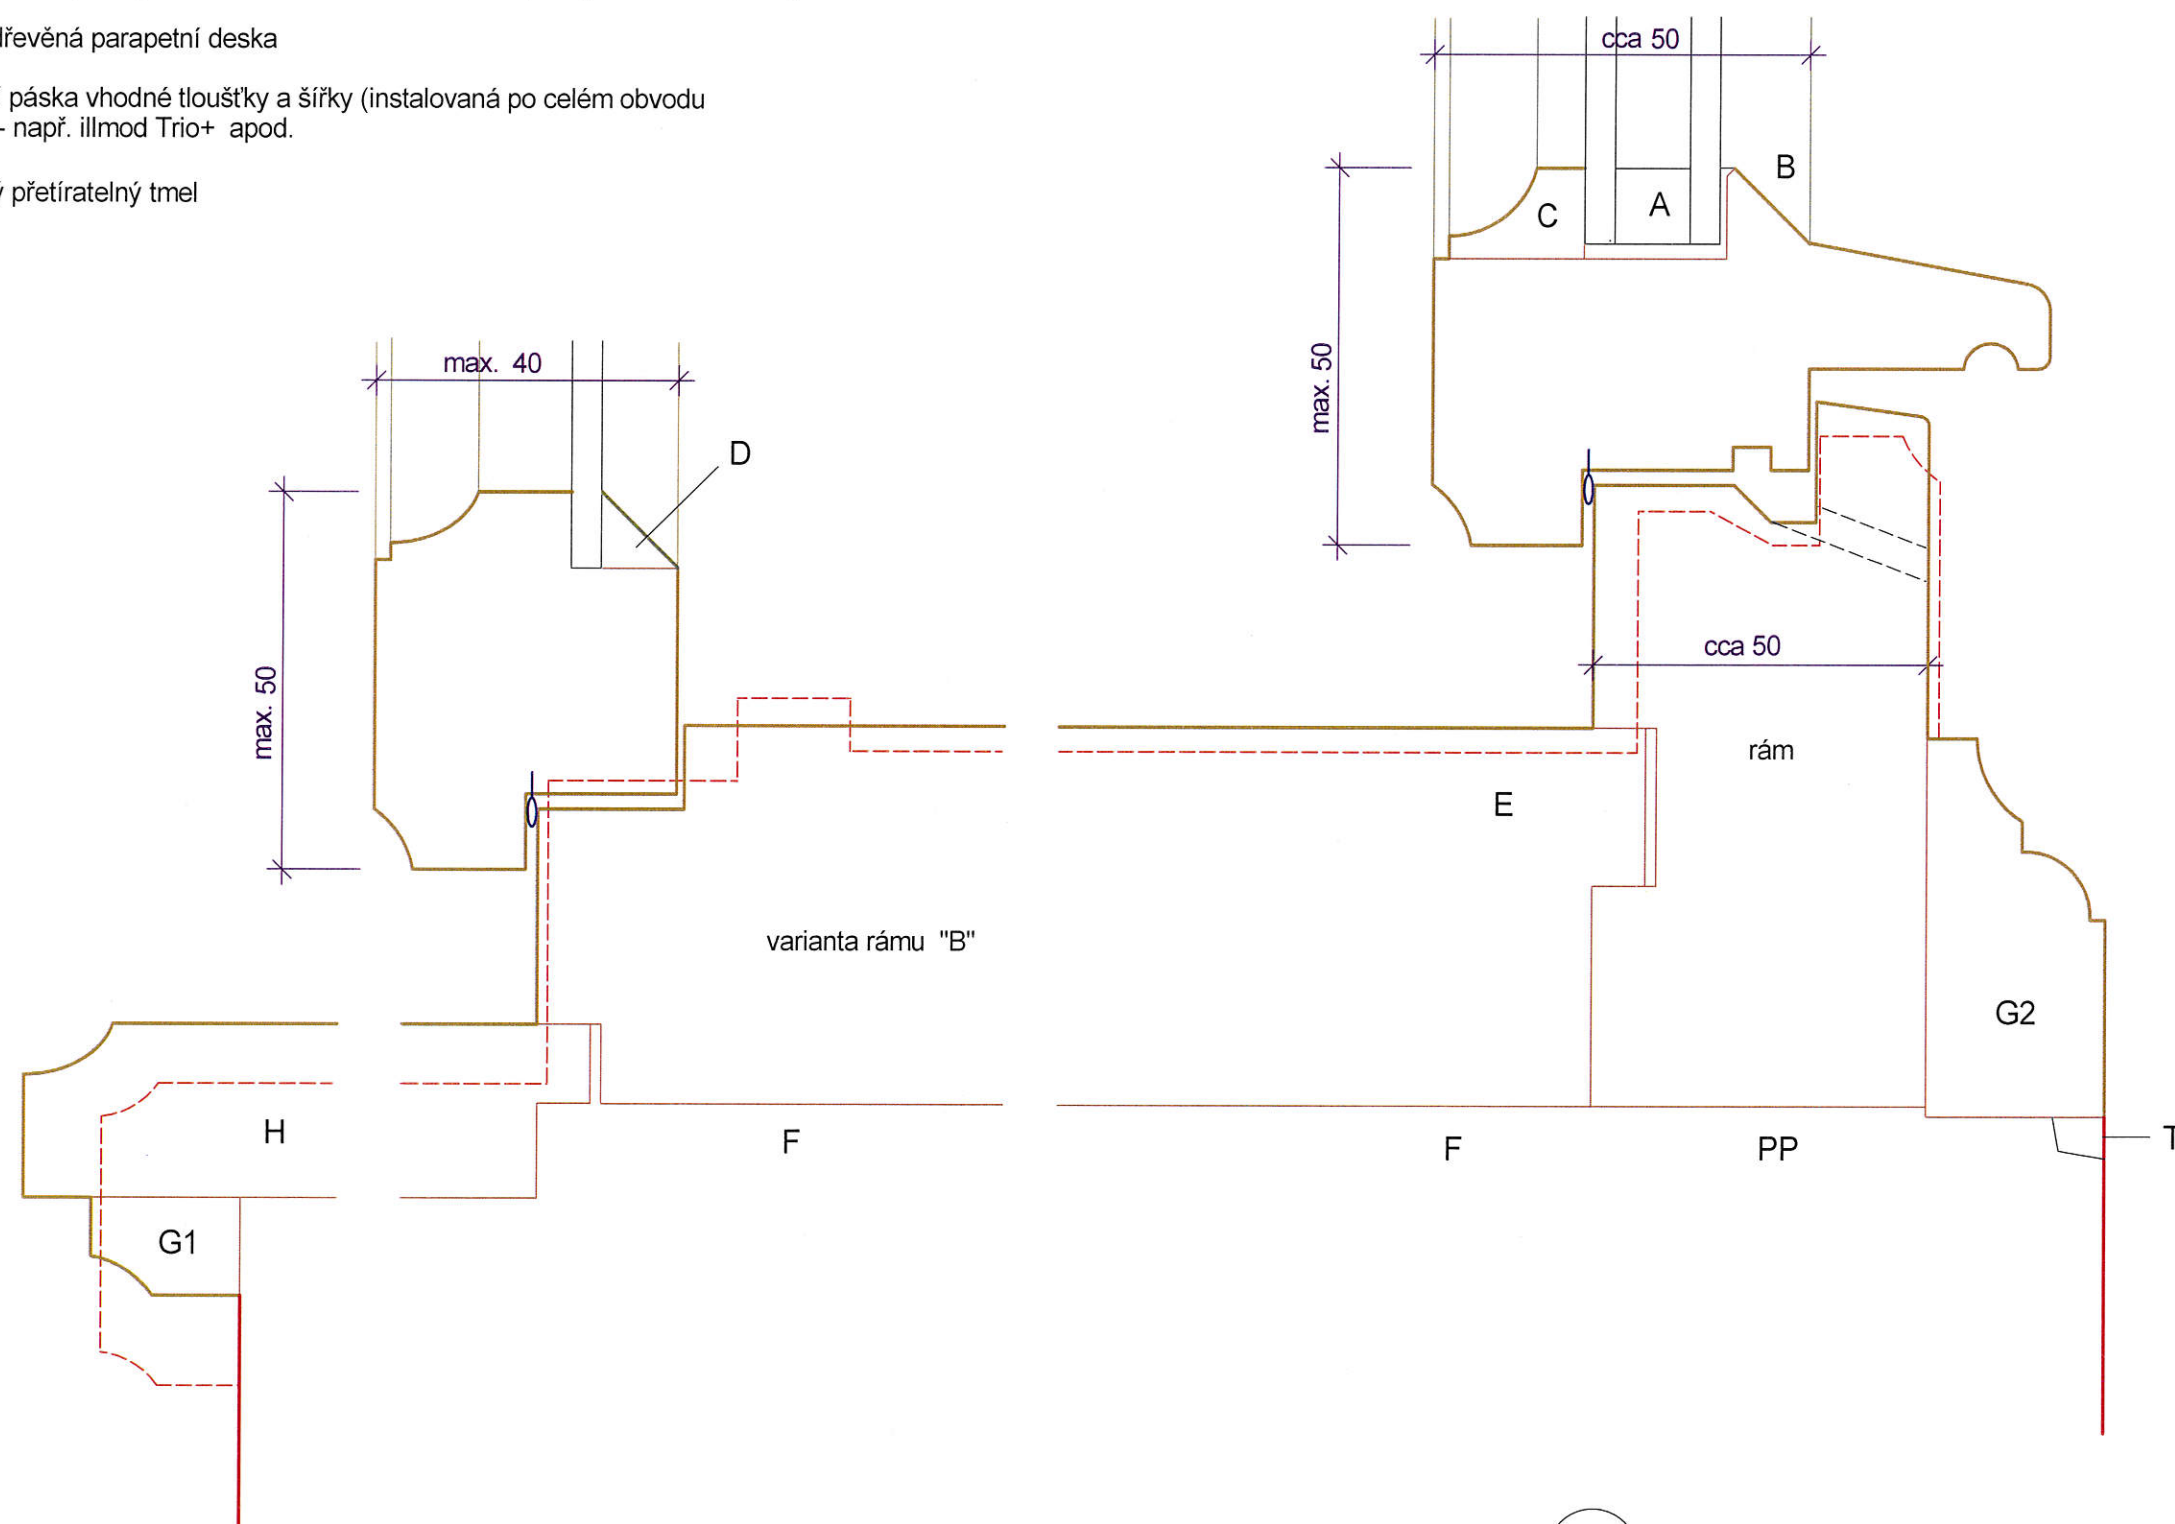 dřevěná parapetní deska
í páska vhodné tloušťky a šířky (instalovaná po celém obvodu
- např. illmod Trio+ apod.
ý přetíratelný tmel
cca 50
B
A
C
max. 50
max. 40
D
max. 50
cca 50
rám
E
varianta rámu "B"
G2
H
F
F
PP
T
G1